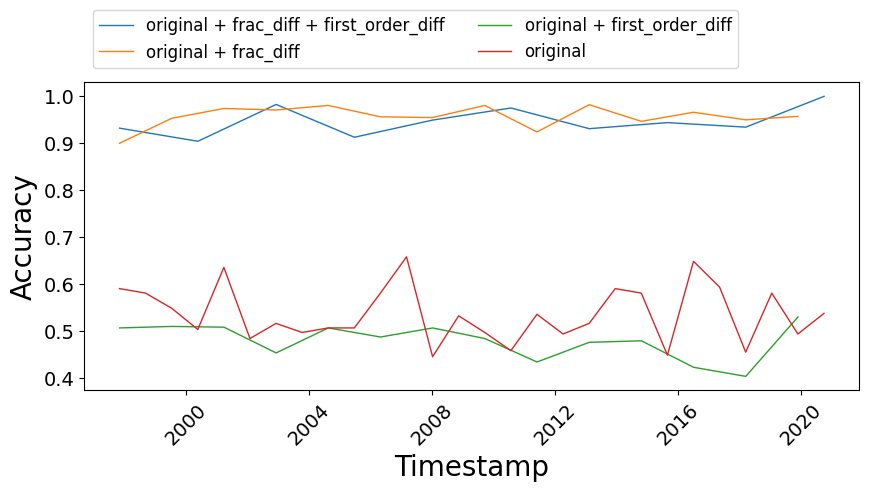 original + frac_diff + first_order_diff
original + frac_diff
original + first_order_diff
original
1.0
0.9
0.8
0.7
0.6
0.5
0.4
Accuracy
2000
2004
2008
2012
2016
2020
Timestamp